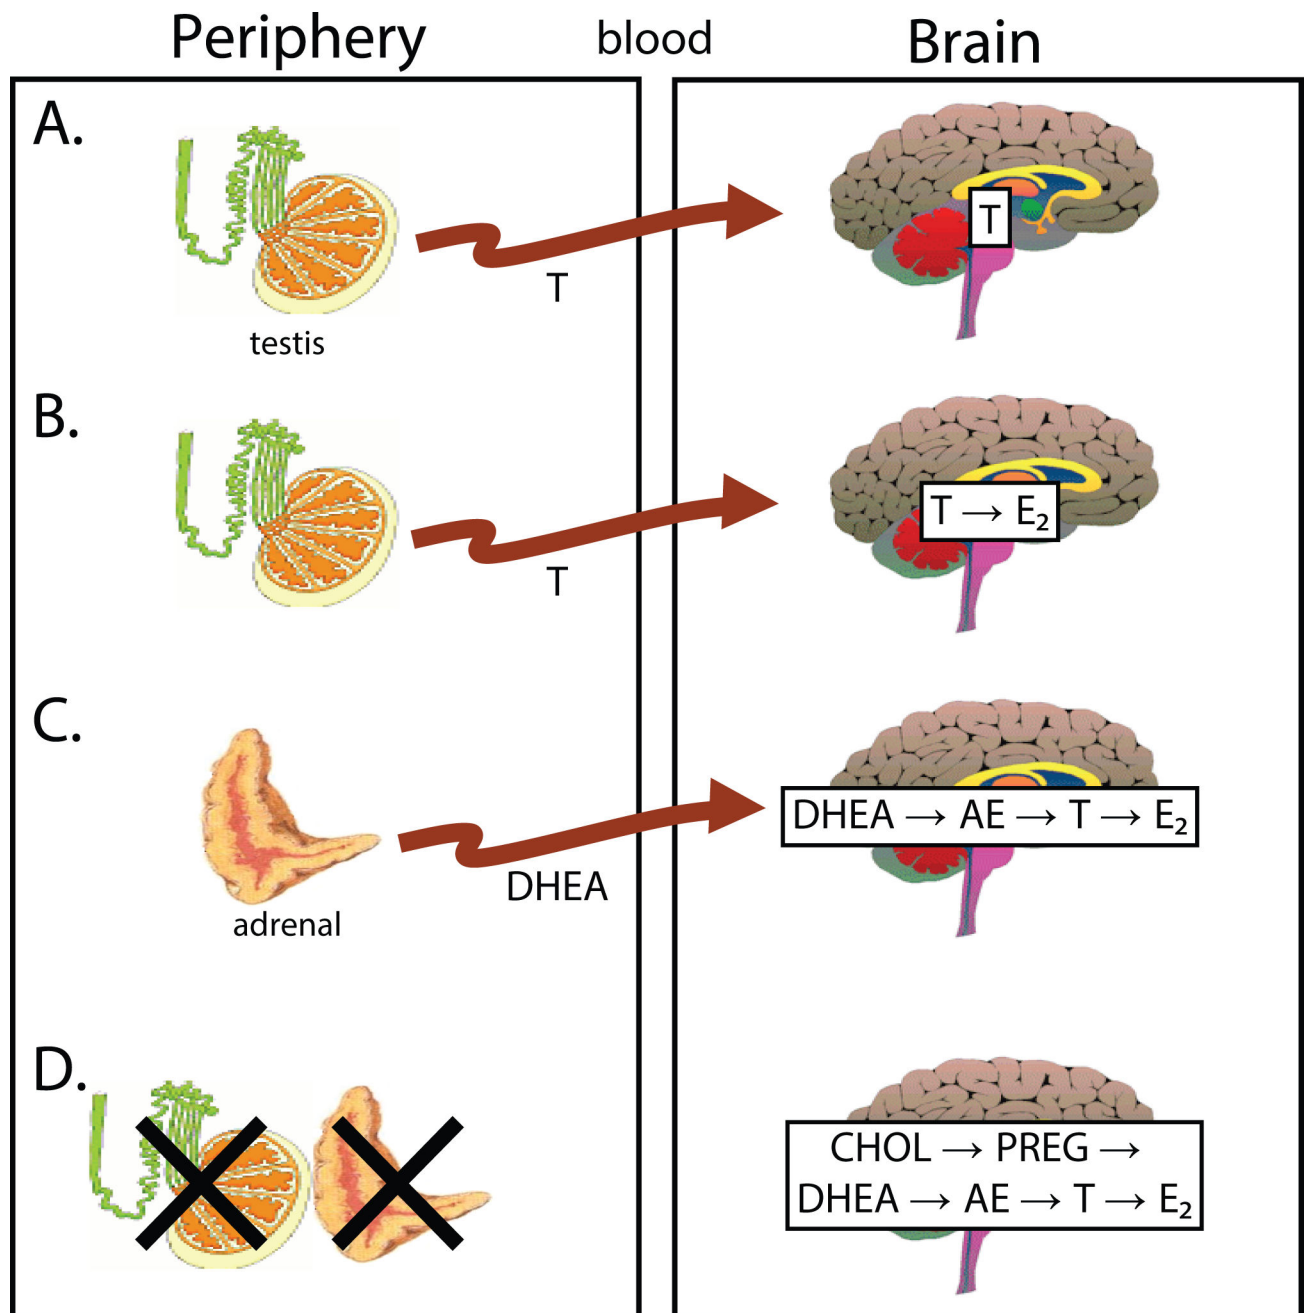 Periphery blood Brain
A.
T
T
testis
B.
T → E₂
T
C.
DHEA → AE → T → E₂
DHEA
adrenal
D.
CHOL → PREG →
DHEA → AE → T → E₂